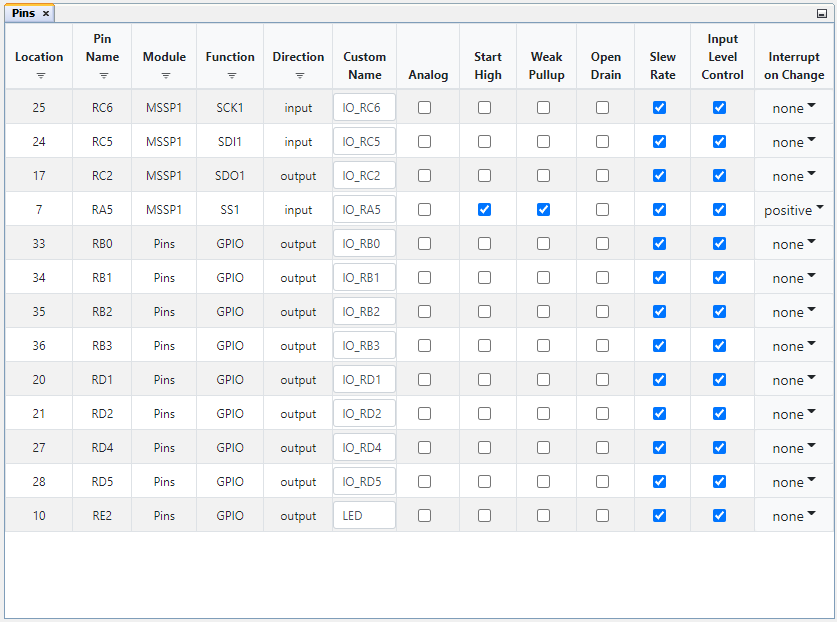 Pins ×
Location Pin Name Module Function Direction Custom Name Analog Start High Weak Pullup Open Drain Slew Rate Input Level Control Interrupt on Change
25 RC6 MSSP1 SCK1 input IO_RC6 none
24 RC5 MSSP1 SDI1 input IO_RC5 none
17 RC2 MSSP1 SDO1 output IO_RC2 none
7 RA5 MSSP1 SS1 input IO_RA5 positive
33 RB0 Pins GPIO output IO_RB0 none
34 RB1 Pins GPIO output IO_RB1 none
35 RB2 Pins GPIO output IO_RB2 none
36 RB3 Pins GPIO output IO_RB3 none
20 RD1 Pins GPIO output IO_RD1 none
21 RD2 Pins GPIO output IO_RD2 none
27 RD4 Pins GPIO output IO_RD4 none
28 RD5 Pins GPIO output IO_RD5 none
10 RE2 Pins GPIO output LED none